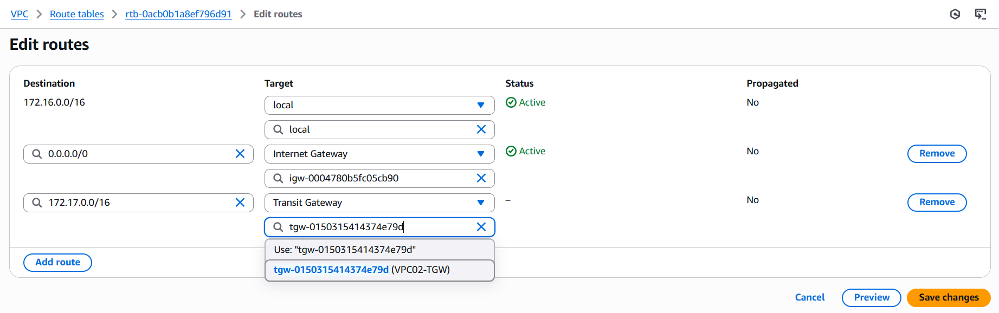 VPC > Route tables > rtb-0acb0b1a8ef796d91 > Edit routes
Edit routes
Destination Target Status Propagated
172.16.0.0/16 local Active No
local
0.0.0.0/0 Internet Gateway Active No Remove
igw-0004780b5fc05cb90
172.17.0.0/16 Transit Gateway – No Remove
tgw-0150315414374e79d
Use: "tgw-0150315414374e79d"
Add route
tgw-0150315414374e79d (VPC02-TGW)
Cancel Preview Save changes